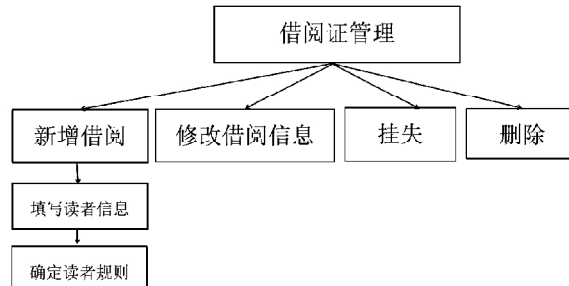 借阅证管理
新增借阅
修改借阅信息
挂失
删除
填写读者信息
确定读者规则